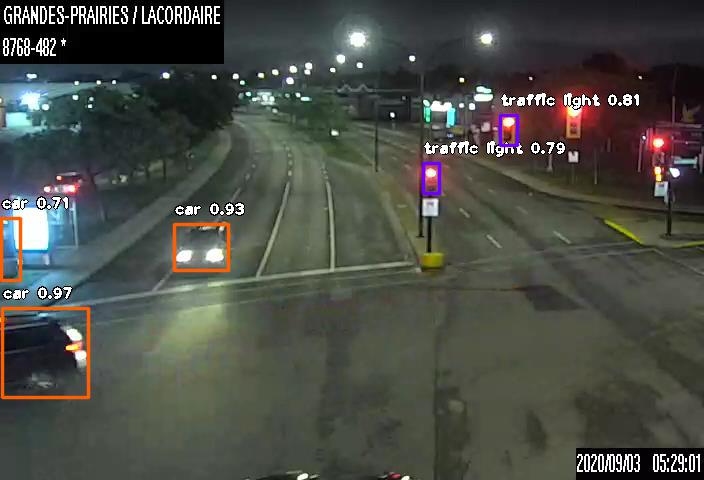 GRANDES-PRAIRIES / LACORDAIRE
8768-482 *
traffic light 0.81
traffic light 0.79
car 0.71
car 0.93
car 0.97
2020/09/03 05:29:01